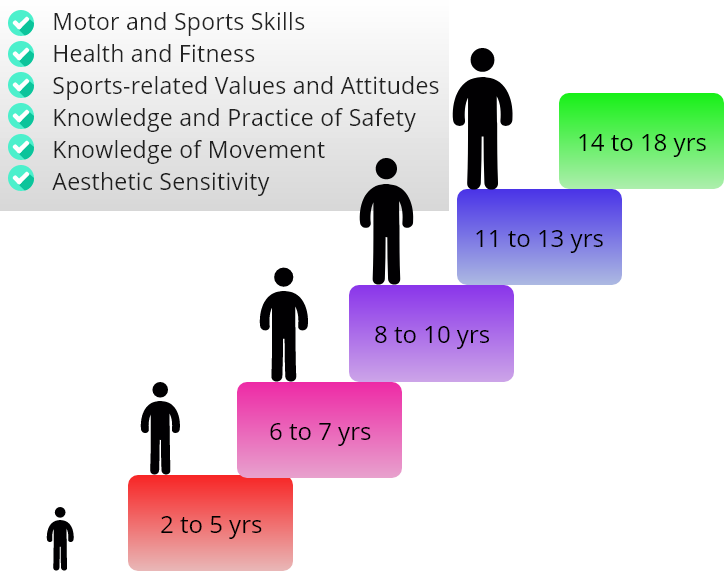 Motor and Sports Skills
Health and Fitness
Sports-related Values and Attitudes
Knowledge and Practice of Safety
Knowledge of Movement
Aesthetic Sensitivity
14 to 18 yrs
11 to 13 yrs
8 to 10 yrs
6 to 7 yrs
2 to 5 yrs